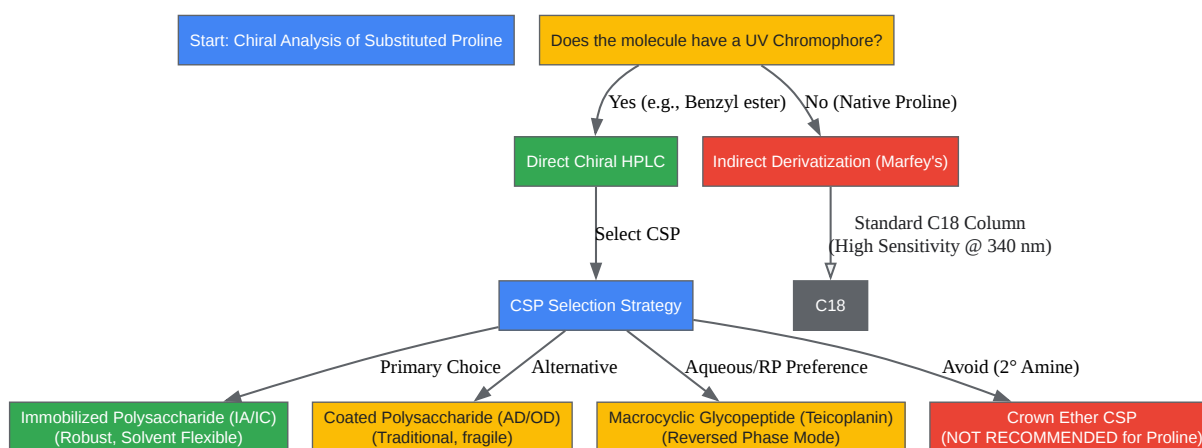 Start: Chiral Analysis of Substituted Proline
Does the molecule have a UV Chromophore?
Yes (e.g., Benzyl ester)
No (Native Proline)
Direct Chiral HPLC
Indirect Derivatization (Marfey's)
Select CSP
Standard C18 Column
(High Sensitivity @ 340 nm)
CSP Selection Strategy
C18
Primary Choice
Alternative
Aqueous/RP Preference
Avoid (2° Amine)
Immobilized Polysaccharide (IA/IC)
(Robust, Solvent Flexible)
Coated Polysaccharide (AD/OD)
(Traditional, fragile)
Macrocyclic Glycopeptide (Teicoplanin)
(Reversed Phase Mode)
Crown Ether CSP
(NOT RECOMMENDED for Proline)